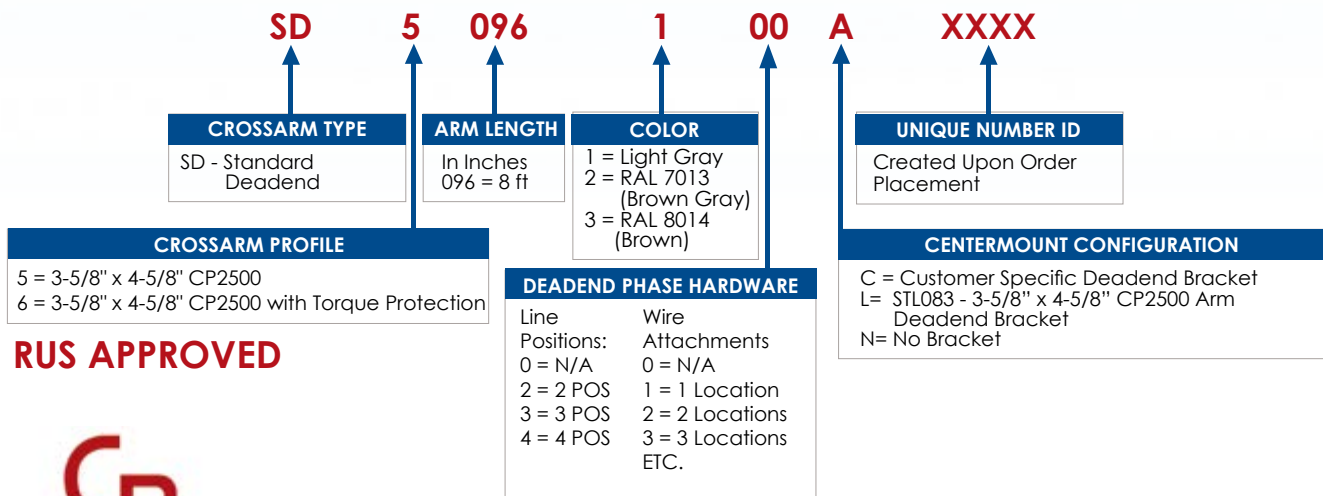 SD 5 096 1 00 A XXXX
CROSSARM TYPE
SD - Standard
Deadend
ARM LENGTH
In Inches
096 = 8 ft
COLOR
1 = Light Gray
2 = RAL 7013
(Brown Gray)
3 = RAL 8014
(Brown)
UNIQUE NUMBER ID
Created Upon Order
Placement
CROSSARM PROFILE
5 = 3-5/8" x 4-5/8" CP2500
6 = 3-5/8" x 4-5/8" CP2500 with Torque Protection
DEADEND PHASE HARDWARE
Line Wire
Positions: Attachments
0 = N/A 0 = N/A
2 = 2 POS 1 = 1 Location
3 = 3 POS 2 = 2 Locations
4 = 4 POS 3 = 3 Locations
ETC.
CENTERMOUNT CONFIGURATION
C = Customer Specific Deadend Bracket
L= STL083 - 3-5/8" x 4-5/8” CP2500 Arm
Deadend Bracket
N= No Bracket
RUS APPROVED